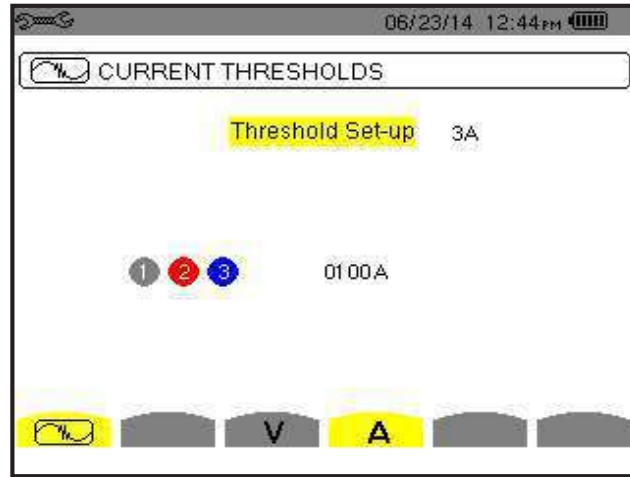 06/23/14 12:44PM
CURRENT THRESHOLDS
Threshold Set-up 3A
1 2 3 0100A
V A